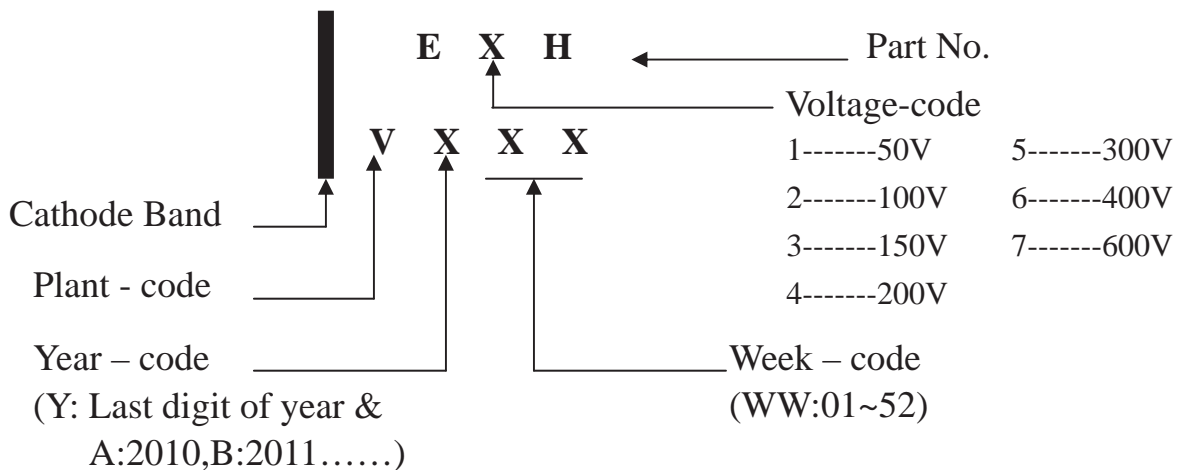 E X H
Part No.
Voltage-code
V X X X
1-------50V 5-------300V
2-------100V 6-------400V
3-------150V 7-------600V
4-------200V
Cathode Band
Plant - code
Year – code
(Y: Last digit of year &
A:2010,B:2011……)
Week – code
(WW:01~52)